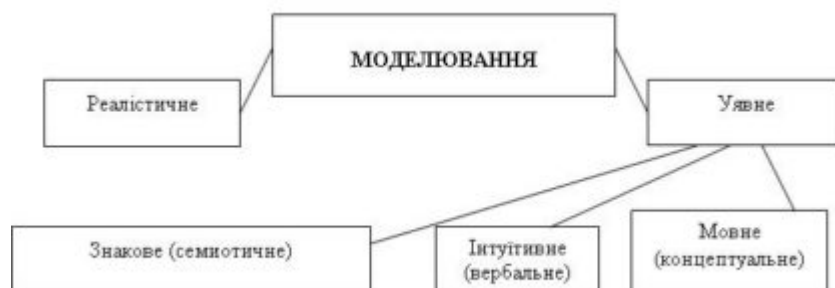 МОДЕЛЮВАННЯ
Реалістичне
Уявне
Знакове (семиотичне)
Інтуїтивне
(вербальне)
Мовне
(концептуальне)